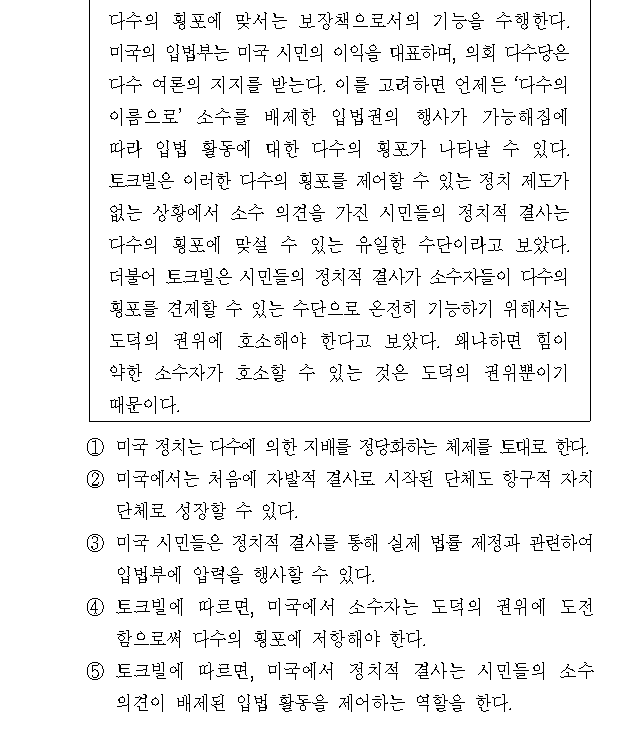 다수의 횡포에 맞서는 보장책으로서의 기능을 수행한다.
미국의 입법부는 미국 시민의 이익을 대표하며, 의회 다수당은
다수 여론의 지지를 받는다. 이를 고려하면 언제든 ‘다수의
이름으로’ 소수를 배제한 입법권의 행사가 가능해짐에
따라 입법 활동에 대한 다수의 횡포가 나타날 수 있다.
토크빌은 이러한 다수의 횡포를 제어할 수 있는 정치 제도가
없는 상황에서 소수 의견을 가진 시민들의 정치적 결사는
다수의 횡포에 맞설 수 있는 유일한 수단이라고 보았다.
더불어 토크빌은 시민들의 정치적 결사가 소수자들이 다수의
횡포를 견제할 수 있는 수단으로 온전히 기능하기 위해서는
도덕의 권위에 호소해야 한다고 보았다. 왜냐하면 힘이
약한 소수자가 호소할 수 있는 것은 도덕의 권위뿐이기
때문이다.
① 미국 정치는 다수에 의한 지배를 정당화하는 체제를 토대로 한다.
② 미국에서는 처음에 자발적 결사로 시작된 단체도 항구적 자치
단체로 성장할 수 있다.
③ 미국 시민들은 정치적 결사를 통해 실제 법률 제정과 관련하여
입법부에 압력을 행사할 수 있다.
④ 토크빌에 따르면, 미국에서 소수자는 도덕의 권위에 도전
함으로써 다수의 횡포에 저항해야 한다.
⑤ 토크빌에 따르면, 미국에서 정치적 결사는 시민들의 소수
의견이 배제된 입법 활동을 제어하는 역할을 한다.